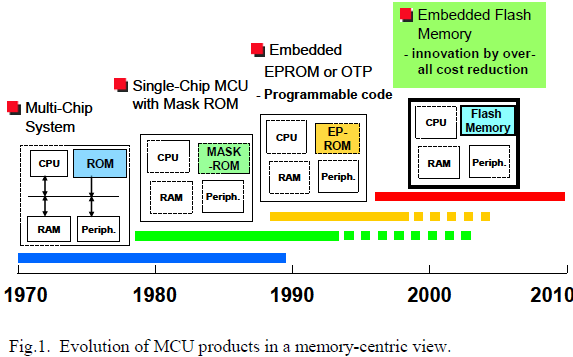 Embedded Flash
Memory
- innovation by over-
all cost reduction
Embedded
EPROM or OTP
- Programmable code
Single-Chip MCU
with Mask ROM
Multi-Chip
System
CPU
ROM
RAM
Periph.
CPU
MASK
-ROM
RAM
Periph.
CPU
EP-
ROM
RAM
Periph.
CPU
Flash
Memory
RAM
Periph.
1970
1980
1990
2000
2010
Fig.1. Evolution of MCU products in a memory-centric view.